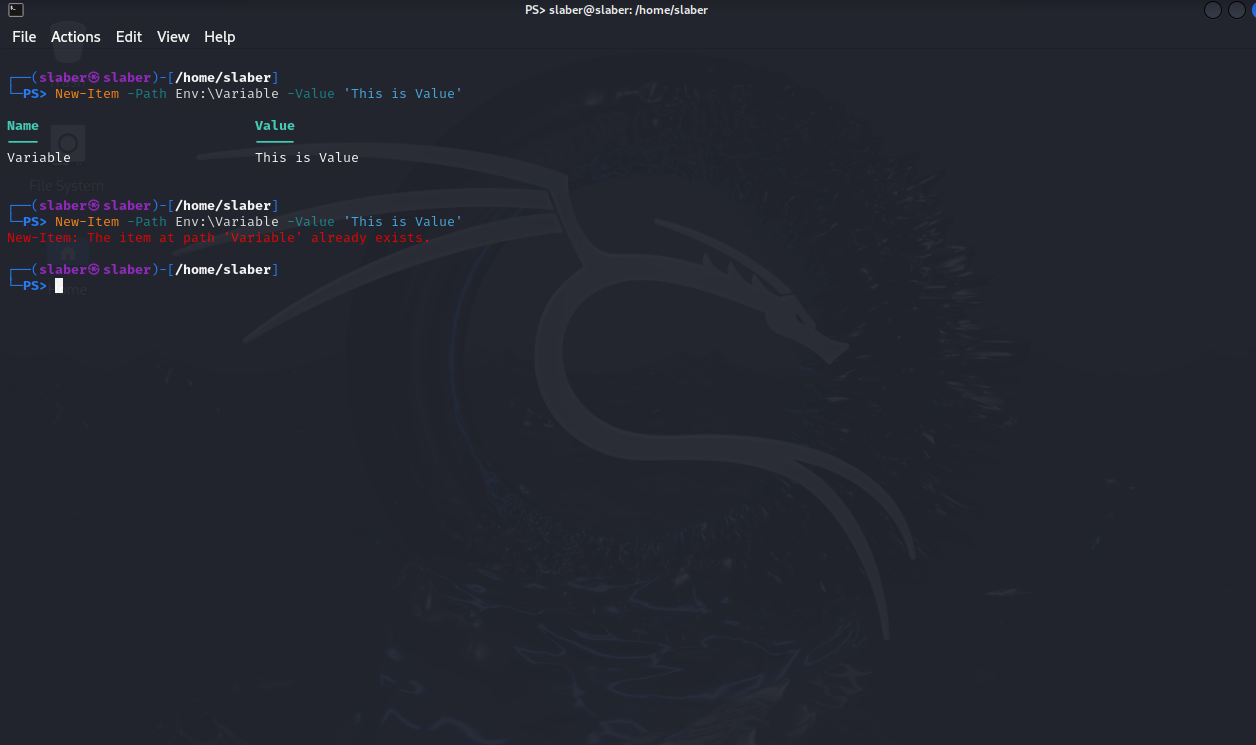 PS> slaber@slaber: /home/slaber
File Actions Edit View Help
┌──(slaber㉿slaber)-[/home/slaber]
└─PS> New-Item -Path Env:\Variable -Value 'This is Value'
Name Value
Variable This is Value
File System
┌──(slaber㉿slaber)-[/home/slaber]
└─PS> New-Item -Path Env:\Variable -Value 'This is Value'
New-Item: The item at path 'Variable' already exists.
┌──(slaber㉿slaber)-[/home/slaber]
└─PS>